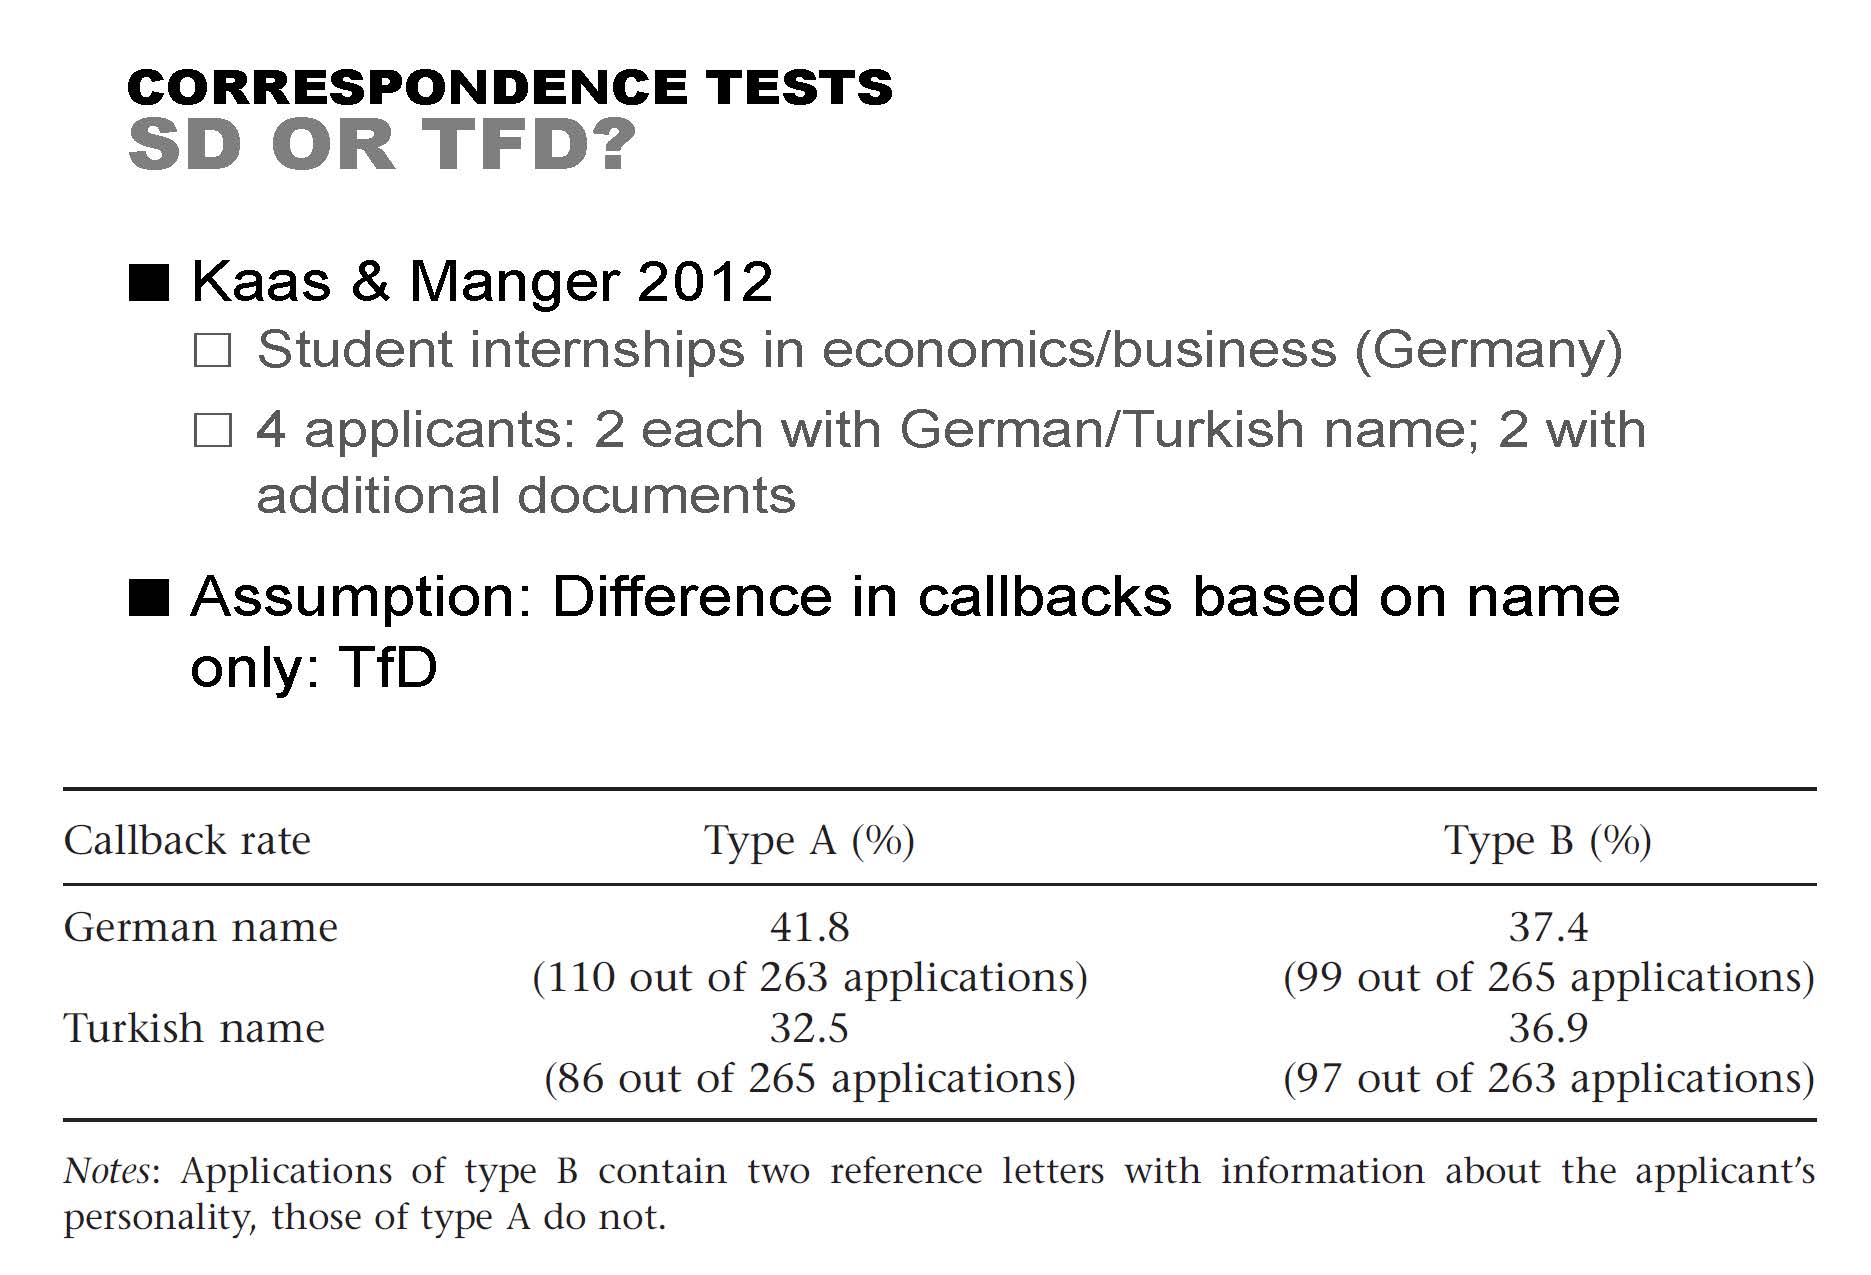 CORRESPONDENCE TESTS
SD OR TFD?
Kaas & Manger 2012
Student internships in economics/business (Germany)
4 applicants: 2 each with German/Turkish name; 2 with
additional documents
Assumption: Difference in callbacks based on name
only: TfD
Callback rate Type A (%) Type B (%)
German name 41.8 37.4
(110 out of 263 applications) (99 out of 265 applications)
Turkish name 32.5 36.9
(86 out of 265 applications) (97 out of 263 applications)
Notes: Applications of type B contain two reference letters with information about the applicant’s
personality, those of type A do not.